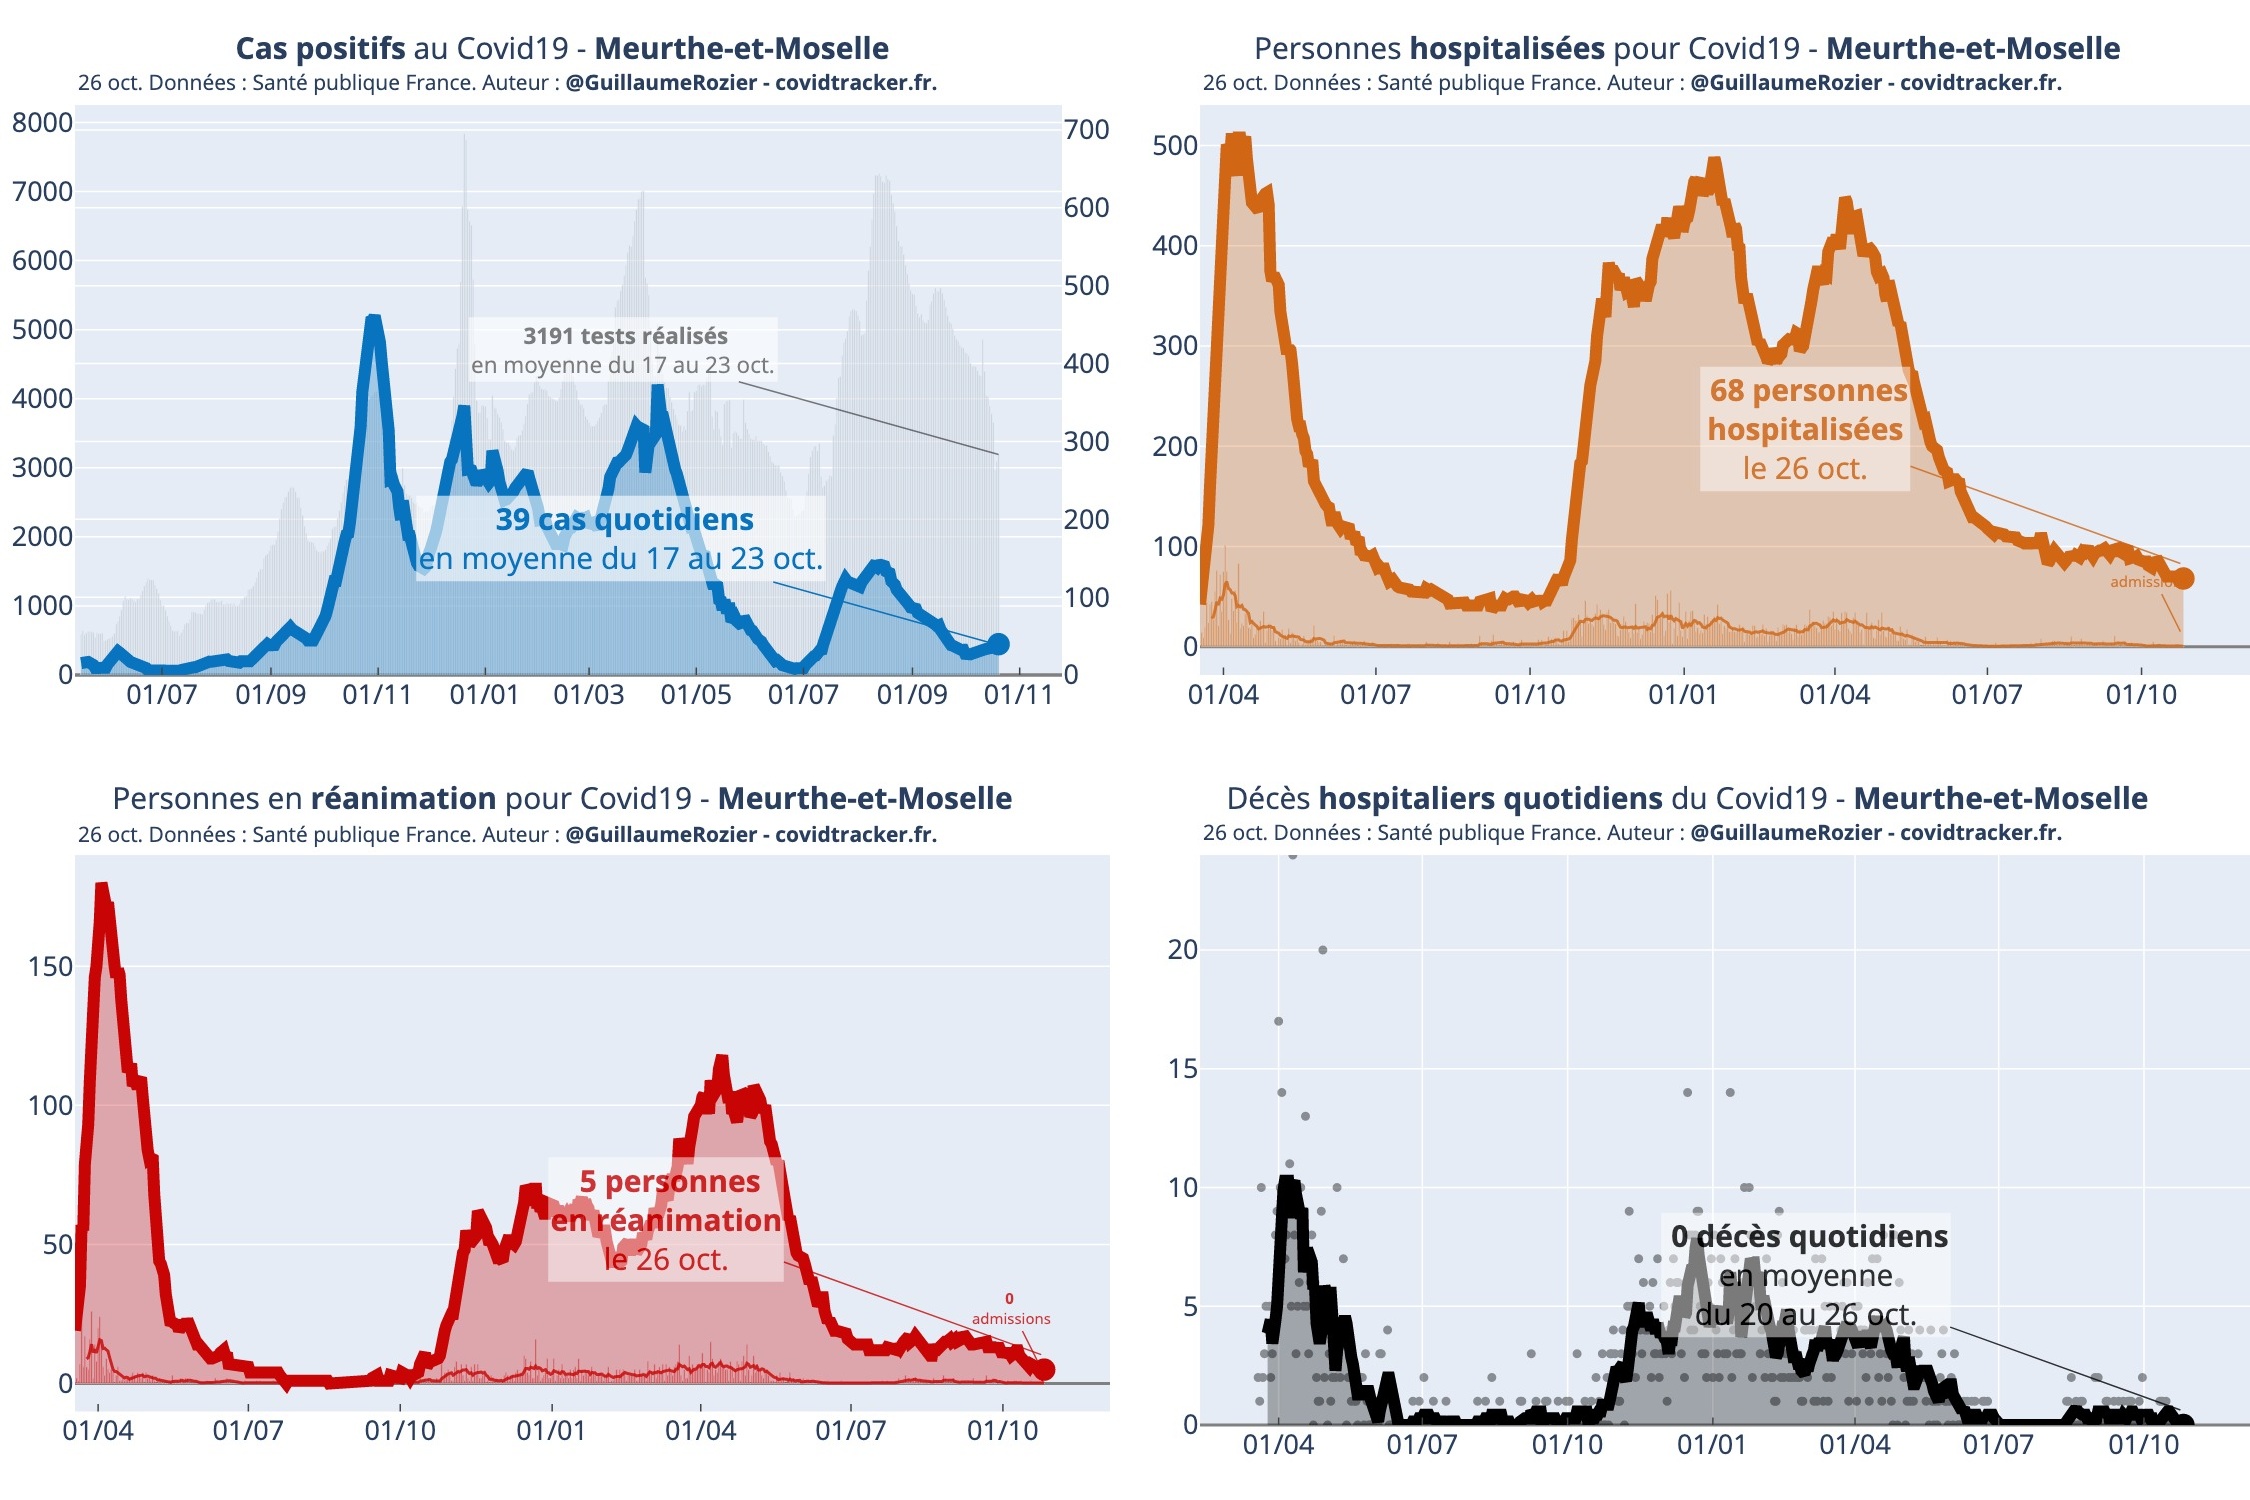 Cas positifs au Covid19 - Meurthe-et-Moselle
26 oct. Données : Santé publique France. Auteur : @GuillaumeRozier - covidtracker.fr.
8000
7000
6000
5000
4000
3000
2000
1000
0
700
600
500
400
300
200
100
0
3191 tests réalisés
en moyenne du 17 au 23 oct.
39 cas quotidiens
en moyenne du 17 au 23 oct.
01/07 01/09 01/11 01/01 01/03 01/05 01/07 01/09 01/11
Personnes hospitalisées pour Covid19 - Meurthe-et-Moselle
26 oct. Données : Santé publique France. Auteur : @GuillaumeRozier - covidtracker.fr.
500
400
300
200
100
0
68 personnes
hospitalisées
le 26 oct.
01/04 01/07 01/10 01/01 01/04 01/07 01/10
Personnes en réanimation pour Covid19 - Meurthe-et-Moselle
26 oct. Données : Santé publique France. Auteur : @GuillaumeRozier - covidtracker.fr.
150
100
50
0
5 personnes
en réanimation
le 26 oct.
0
admissions
01/04 01/07 01/10 01/01 01/04 01/07 01/10
Décès hospitaliers quotidiens du Covid19 - Meurthe-et-Moselle
26 oct. Données : Santé publique France. Auteur : @GuillaumeRozier - covidtracker.fr.
20
15
10
5
0
0 décès quotidiens
en moyenne
du 20 au 26 oct.
01/04 01/07 01/10 01/01 01/04 01/07 01/10